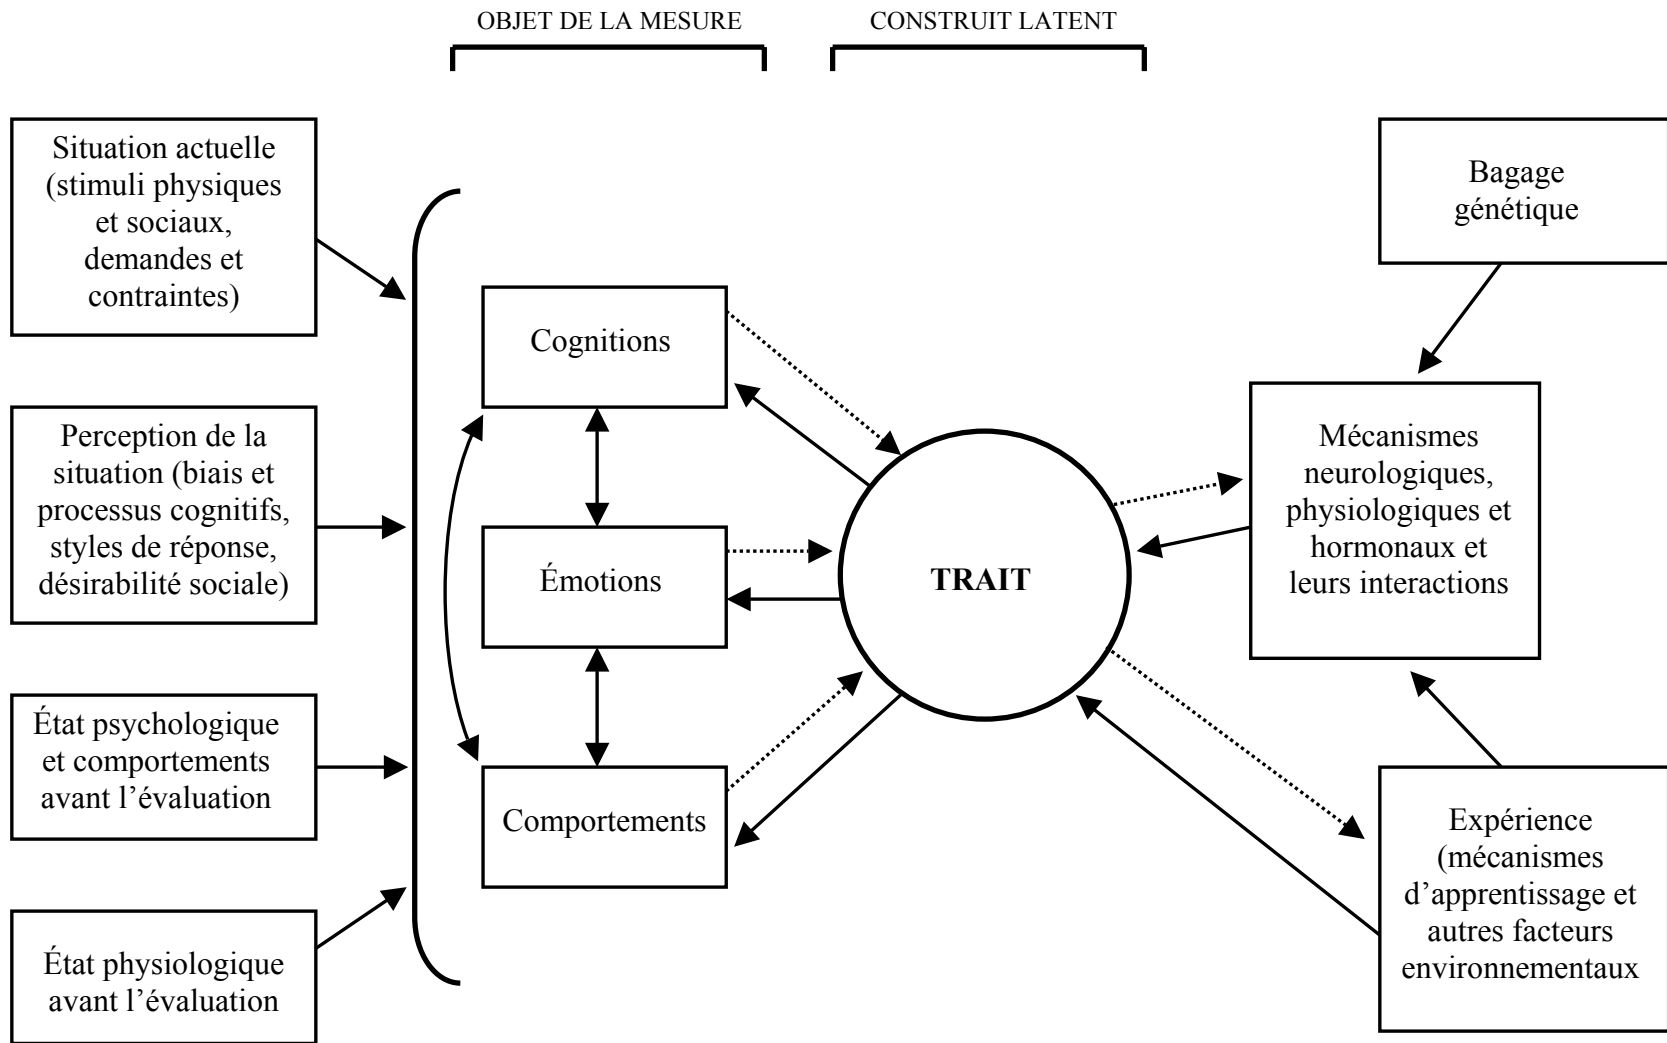 OBJET DE LA MESURE
CONSTRUIT LATENT
Situation actuelle
(stimuli physiques
et sociaux,
demandes et
contraintes)
Perception de la
situation (biais et
processus cognitifs,
styles de réponse,
désirabilité sociale)
État psychologique
et comportements
avant l’évaluation
État physiologique
avant l’évaluation
Cognitions
Émotions
Comportements
TRAIT
Bagage
génétique
Mécanismes
neurologiques,
physiologiques et
hormonaux et
leurs interactions
Expérience
(mécanismes
d’apprentissage et
autres facteurs
environnementaux